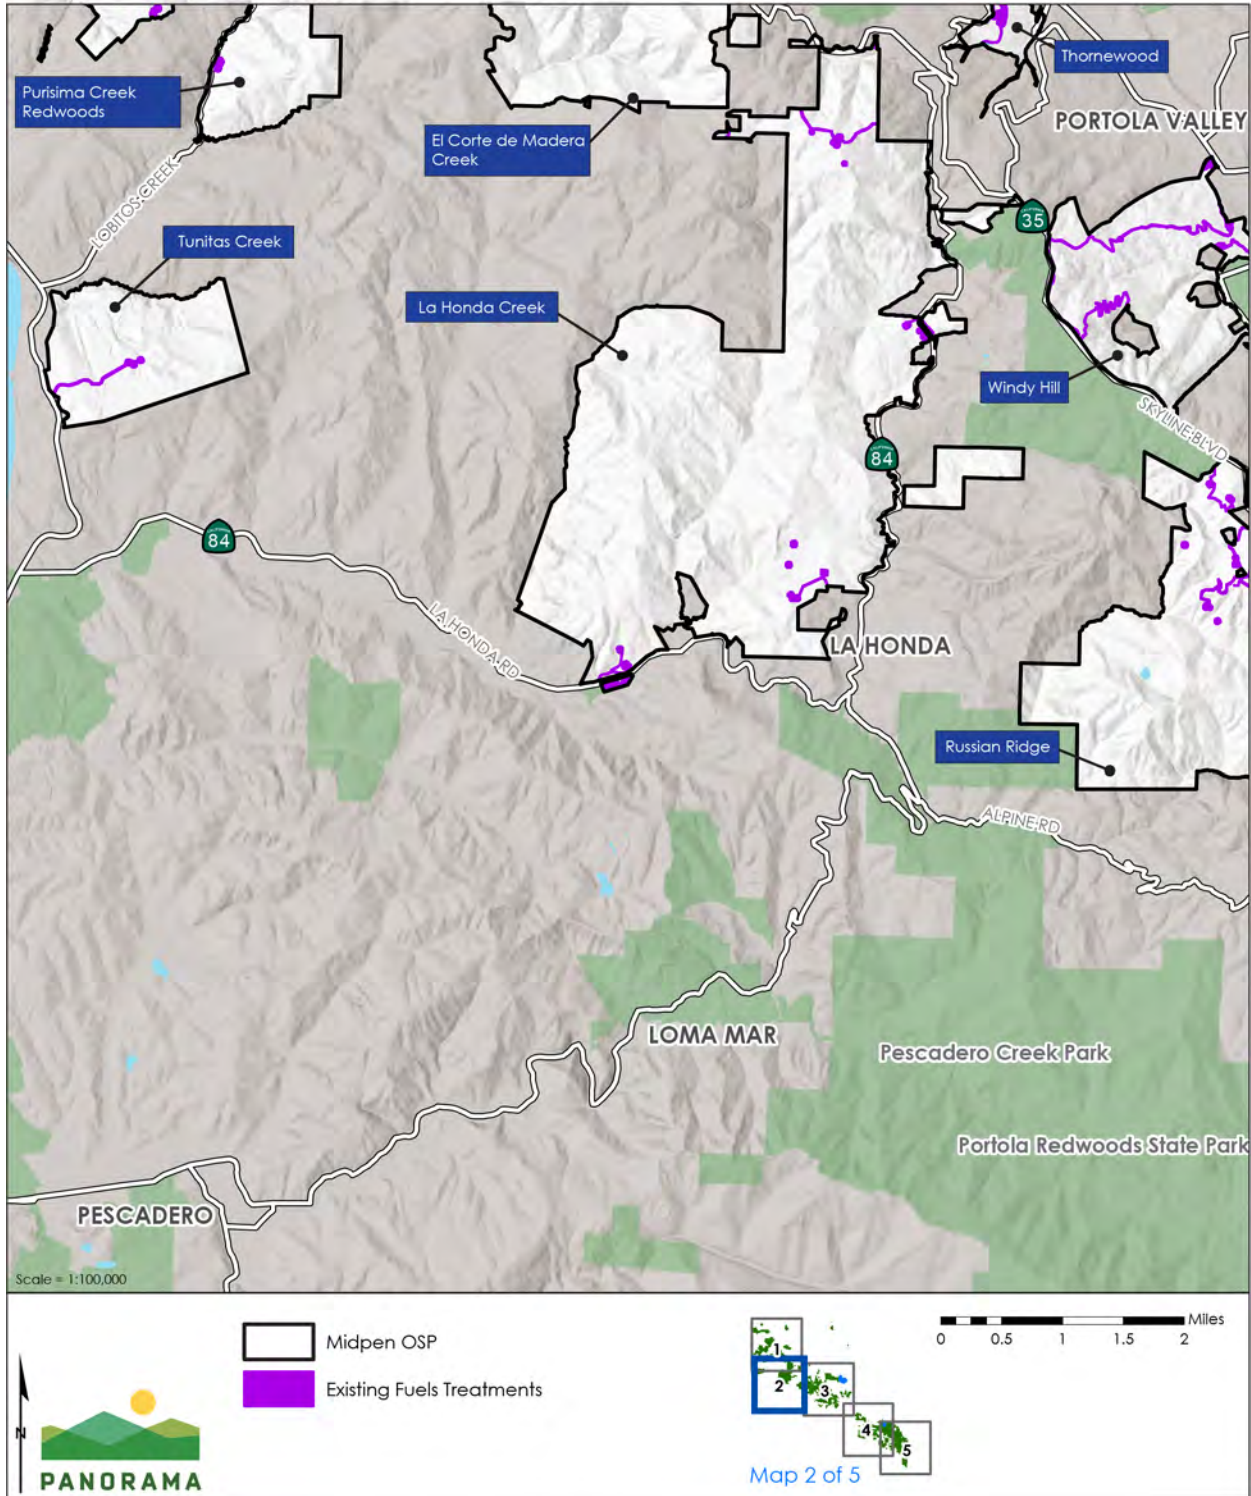 Thornewood
Purisima Creek
Redwoods
PORTOLA VALLEY
El Corte de Madera
Creek
LOBITOS CREEK
CALIFORNIA
35
Tunitas Creek
La Honda Creek
Windy Hill
SKYLINE BLVD
CALIFORNIA
84
CALIFORNIA
84
LA HONDA RD
LA HONDA
Russian Ridge
ALPINE RD
LOMA MAR
Pescadero Creek Park
Portola Redwoods State Park
PESCADERO
Scale = 1:100,000
Midpen OSP
Existing Fuels Treatments
N
PANORAMA
1
2
3
4
5
Map 2 of 5
Miles
0 0.5 1 1.5 2